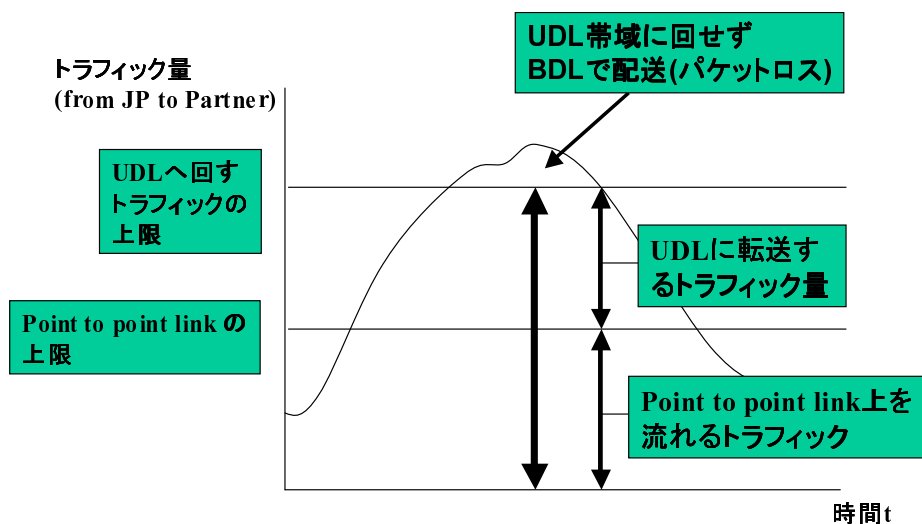 UDL帯域に回せず
BDLで配送(パケットロス)
トラフィック量
(from JP to Partner)
UDLへ回す
トラフィックの
上限
UDLに転送す
るトラフィック量
Point to point link の
上限
Point to point link上を
流れるトラフィック
時間t